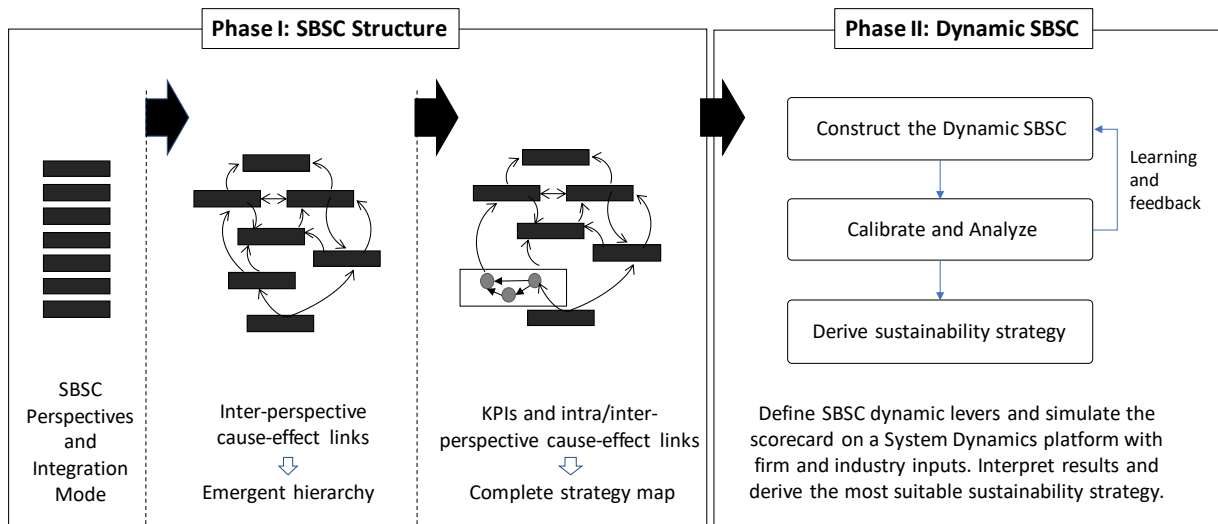 Phase I: SBSC Structure
SBSC
Perspectives
and
Integration
Mode
Inter-perspective
cause-effect links
Emergent hierarchy
KPIs and intra/inter-
perspective cause-effect links
Complete strategy map
Phase II: Dynamic SBSC
Construct the Dynamic SBSC
Learning
and
feedback
Calibrate and Analyze
Derive sustainability strategy
Define SBSC dynamic levers and simulate the
scorecard on a System Dynamics platform with
firm and industry inputs. Interpret results and
derive the most suitable sustainability strategy.